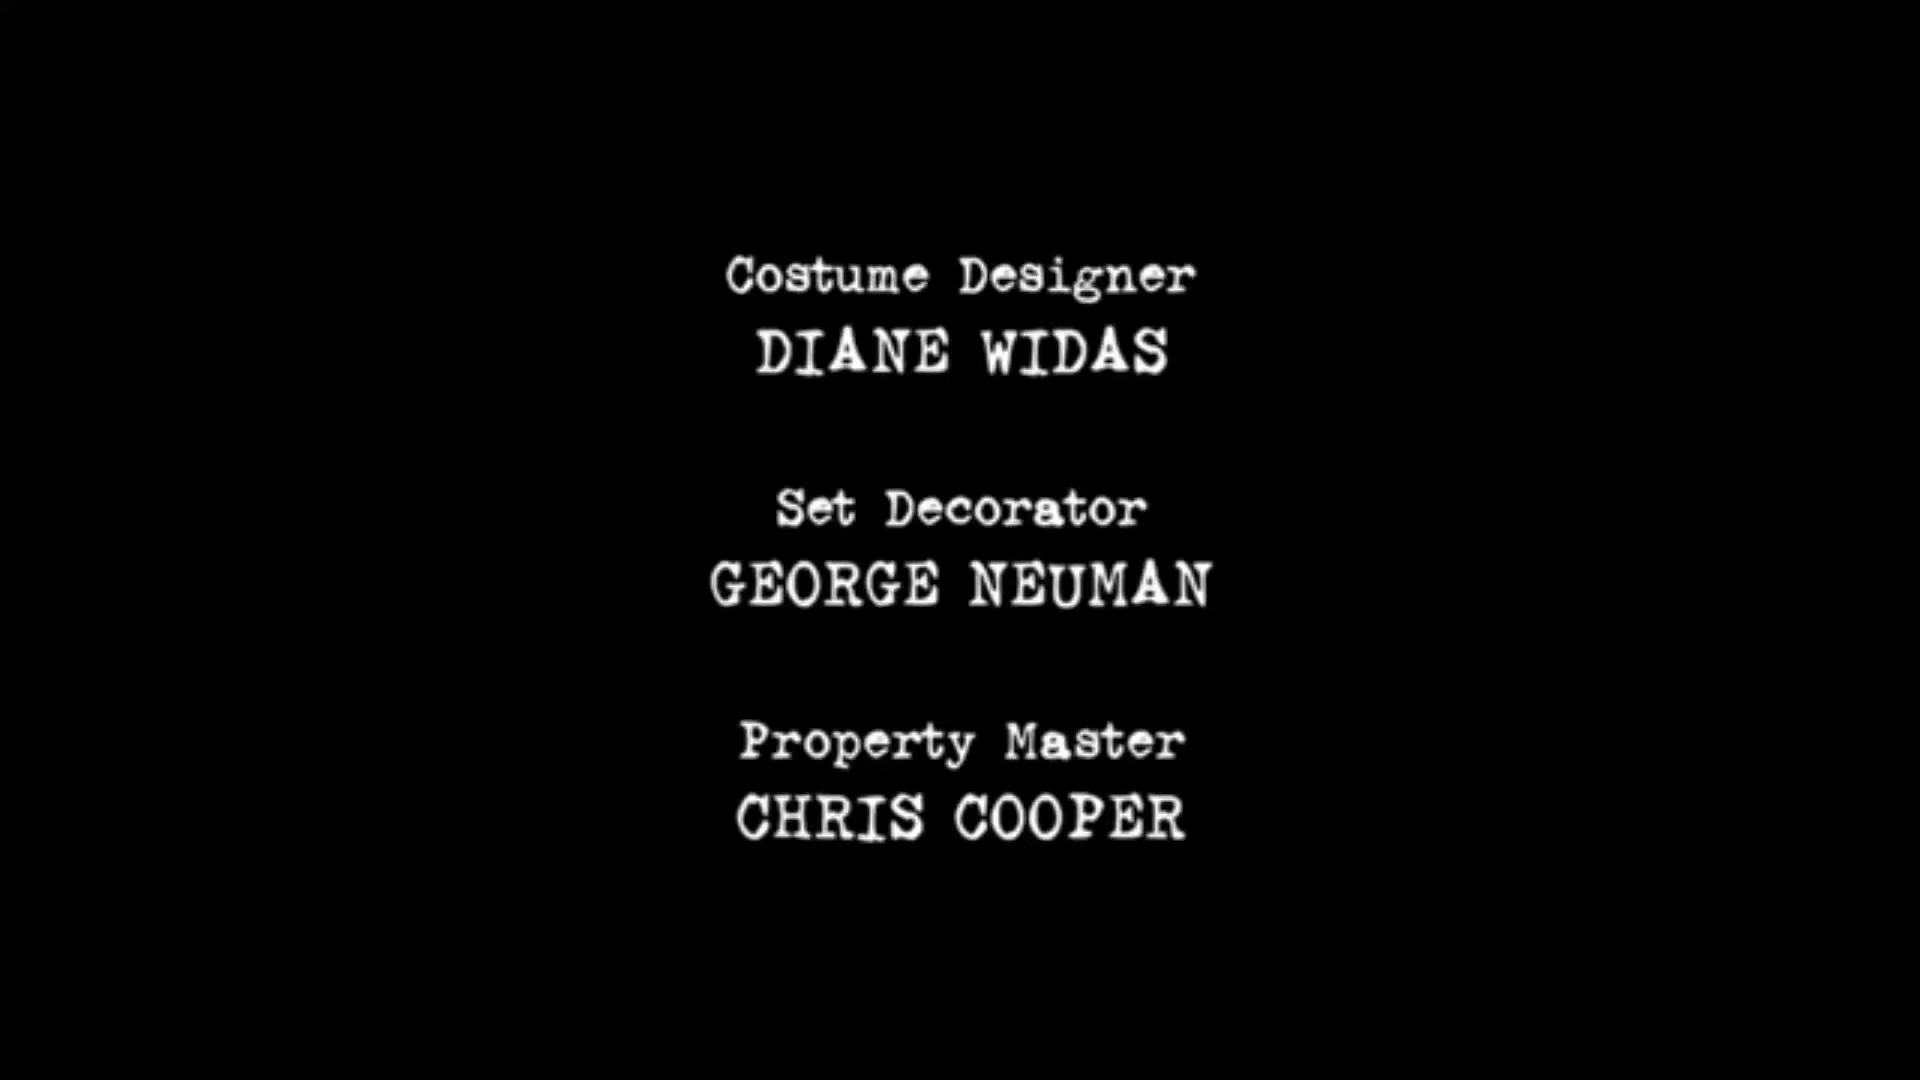 Costume Designer
DIANE WIDAS
Set Decorator
GEORGE NEUMAN
Property Master
CHRIS COOPER